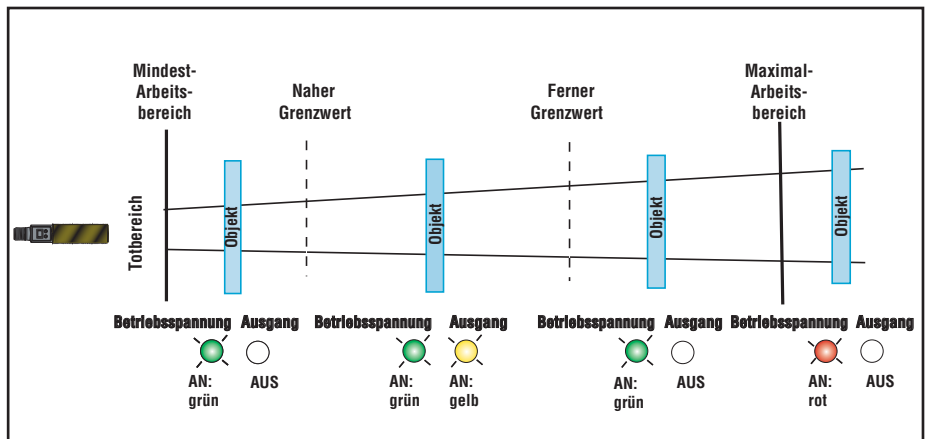 Mindest-
Arbeits-
bereich
Naher
Grenzwert
Ferner
Grenzwert
Maximal-
Arbeits-
bereich
Totbereich
Objekt
Objekt
Objekt
Objekt
Betriebsspannung Ausgang
AN:
grün
AUS
Betriebsspannung Ausgang
AN:
grün
AN:
gelb
Betriebsspannung Ausgang
AN:
grün
AUS
Betriebsspannung Ausgang
AN:
rot
AUS